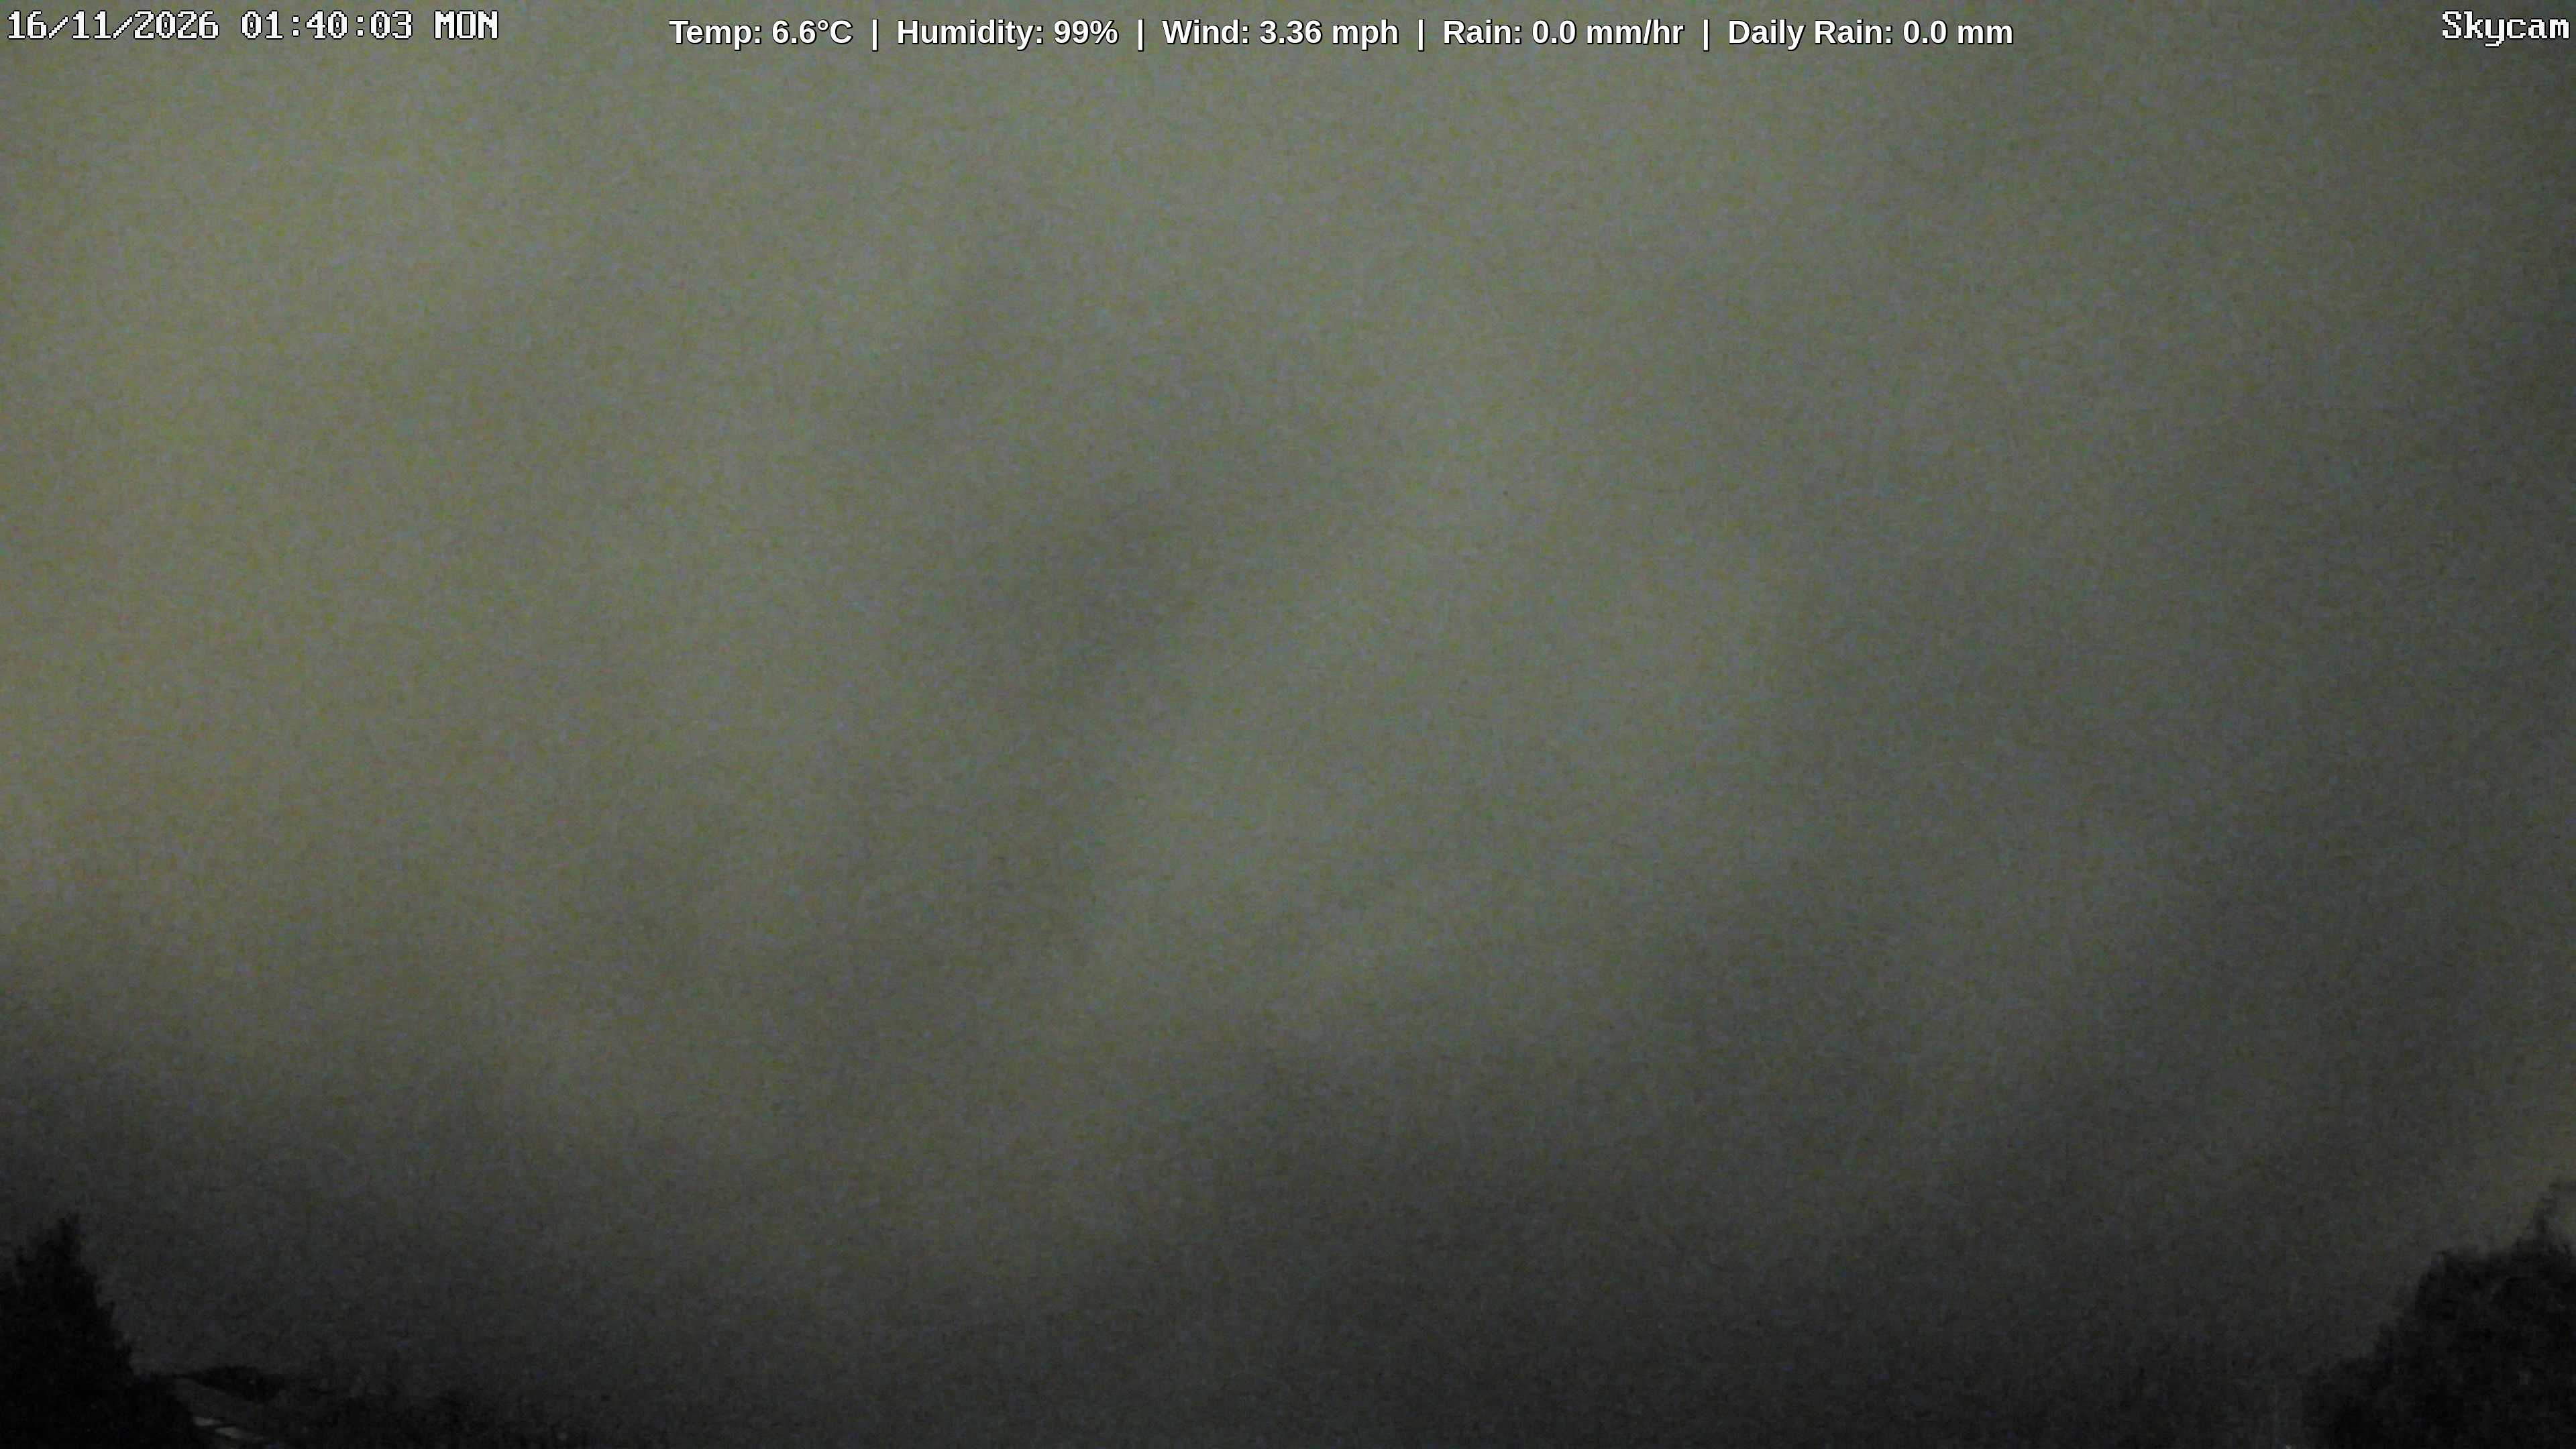 16/11/2026 01:40:03 MON
Temp: 6.6°C | Humidity: 99% | Wind: 3.36 mph | Rain: 0.0 mm/hr | Daily Rain: 0.0 mm
Skycam